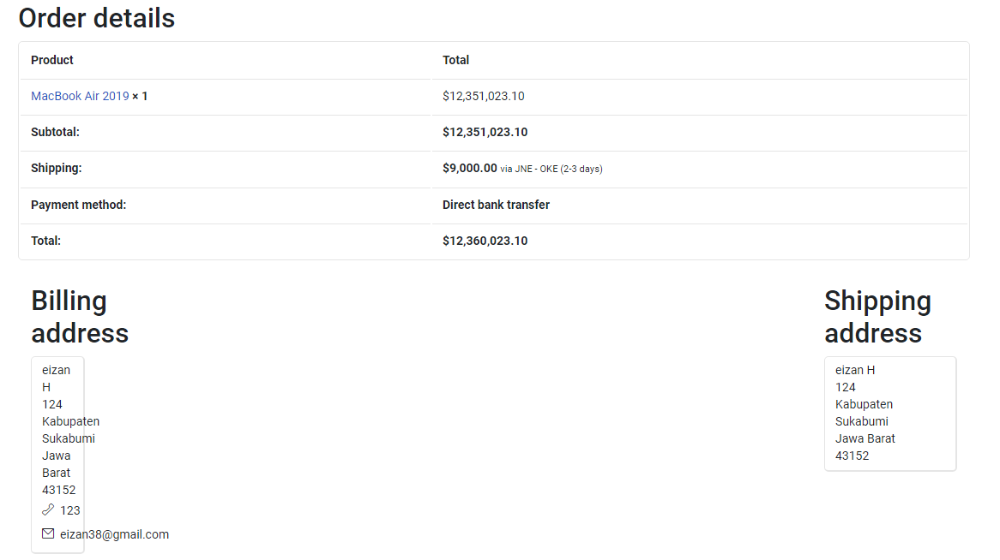 Order details
Product Total
MacBook Air 2019 × 1 $12,351,023.10
Subtotal: $12,351,023.10
Shipping: $9,000.00 via JNE - OKE (2-3 days)
Payment method: Direct bank transfer
Total: $12,360,023.10
Billing
address
eizan
H
124
Kabupaten
Sukabumi
Jawa
Barat
43152
123
eizan38@gmail.com
Shipping
address
eizan H
124
Kabupaten
Sukabumi
Jawa Barat
43152